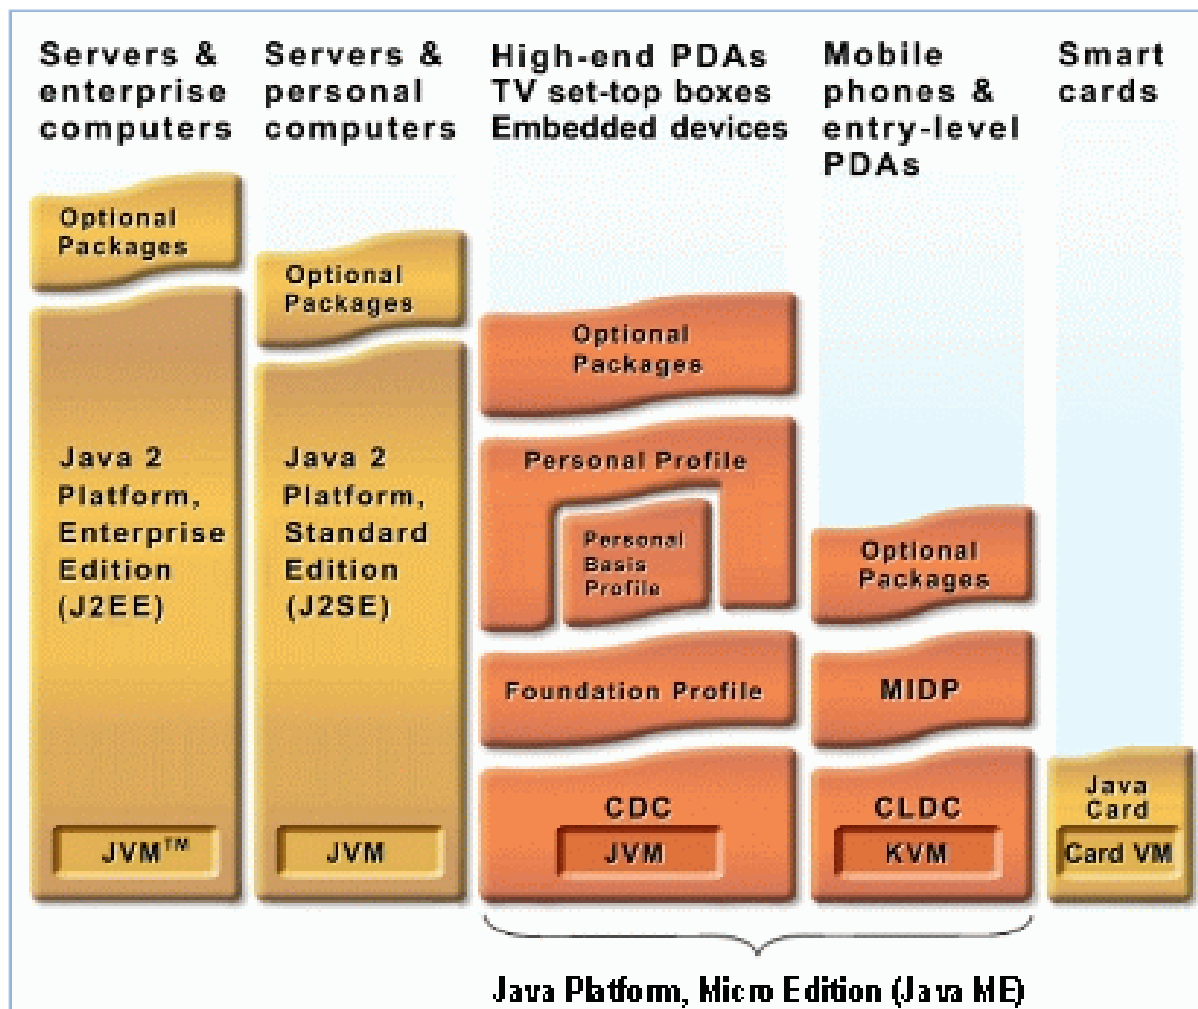 Servers &
enterprise
computers
Servers &
personal
computers
High-end PDAs
TV set-top boxes
Embedded devices
Mobile
phones &
entry-level
PDAs
Smart
cards
Optional
Packages
Java 2
Platform,
Enterprise
Edition
(J2EE)
JVM™
Optional
Packages
Java 2
Platform,
Standard
Edition
(J2SE)
JVM
Optional
Packages
Personal Profile
Personal
Basis
Profile
Foundation Profile
CDC
JVM
Optional
Packages
MIDP
CLDC
KVM
Java
Card
Card VM
Java Platform, Micro Edition (Java ME)